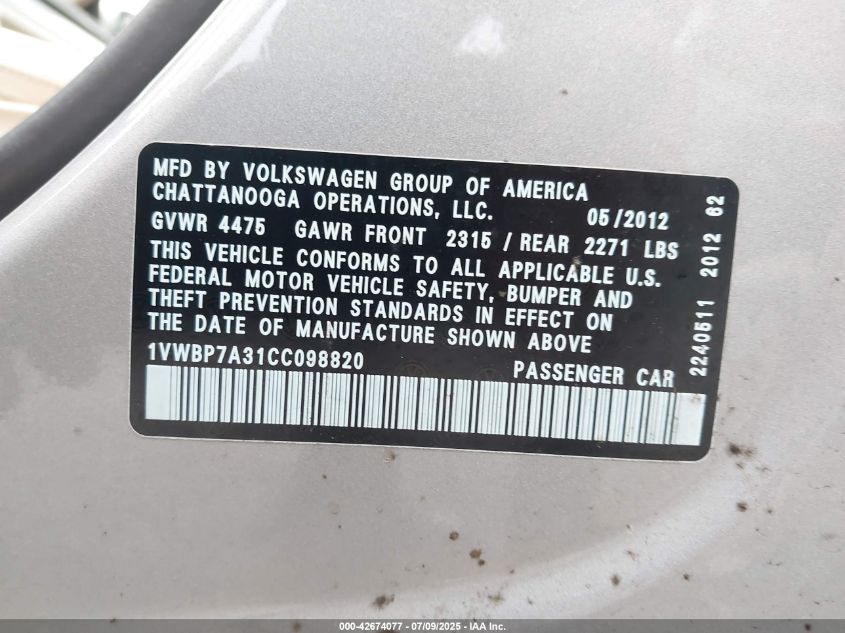 MFD BY VOLKSWAGEN GROUP OF AMERICA
CHATTANOOGA OPERATIONS, LLC. 05/2012
GVWR 4475 GAWR FRONT 2315 / REAR 2271 LBS
THIS VEHICLE CONFORMS TO ALL APPLICABLE U.S.
FEDERAL MOTOR VEHICLE SAFETY, BUMPER AND
THEFT PREVENTION STANDARDS IN EFFECT ON
THE DATE OF MANUFACTURE SHOWN ABOVE
1VWBP7A31CC098820 PASSENGER CAR
2240511 2012 62
000-42674077 - 07/09/2025 - IAA Inc.